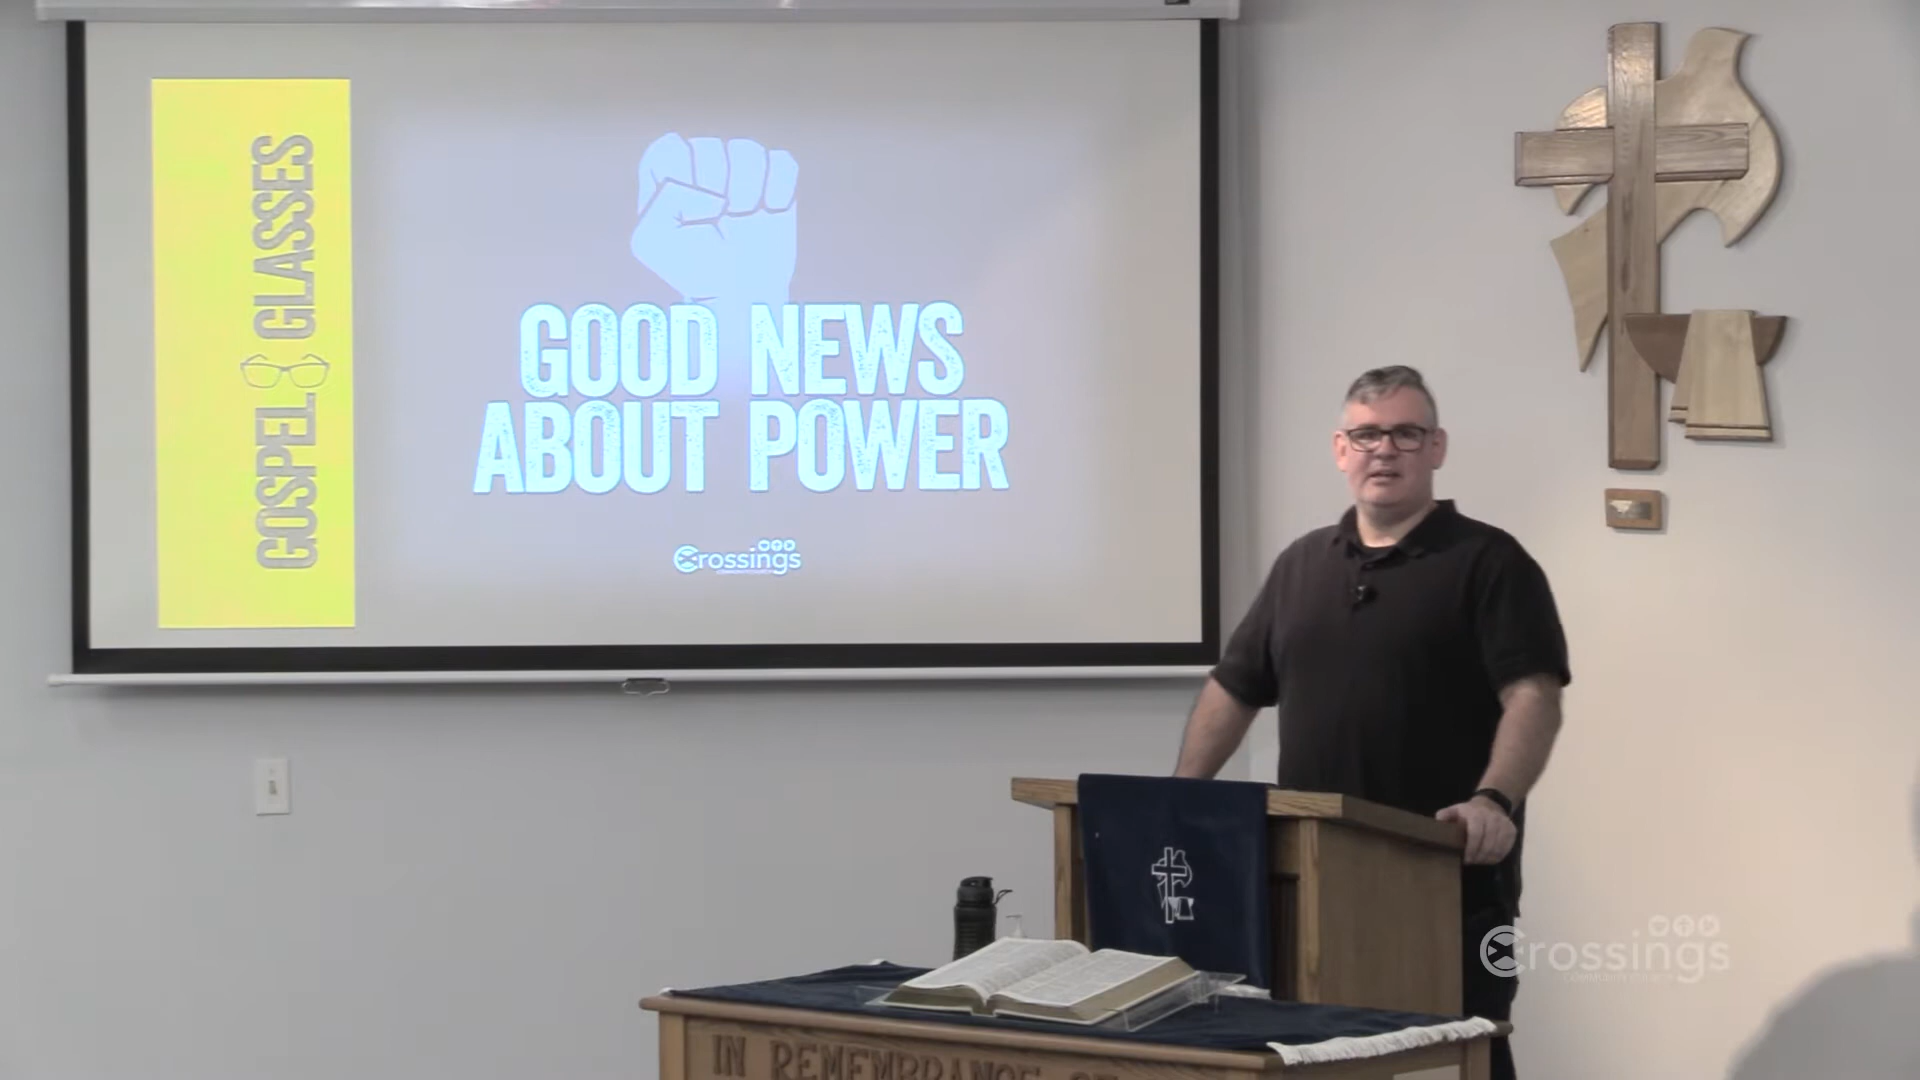 GOSPEL GLASSES
GOOD NEWS
ABOUT POWER
Crossings
IN REMEMBRANCE OF
Crossings